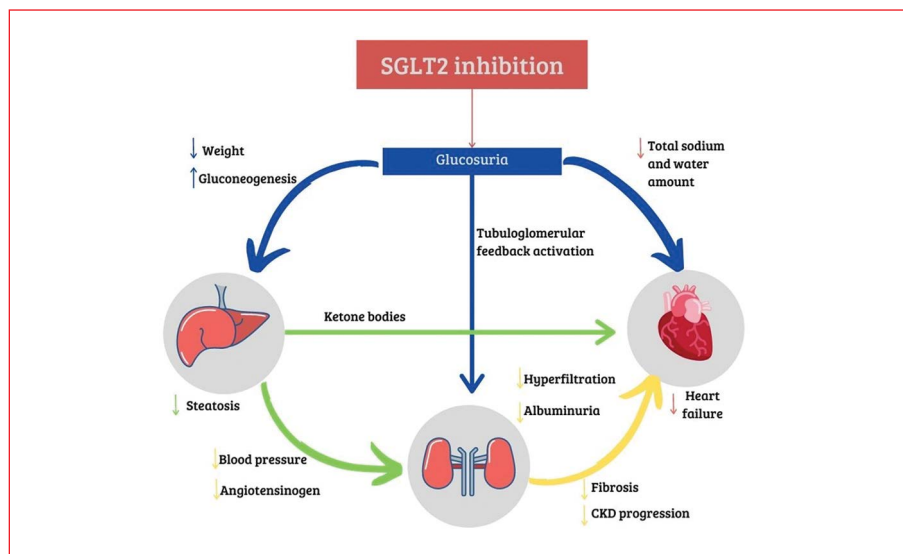 SGLT2 inhibition
Glucosuria
↓ Weight
↑ Gluconeogenesis
↓ Total sodium
and water
amount
Tubuloglomerular
feedback activation
Ketone bodies
↓ Steatosis
↓ Hyperfiltration
↓ Albuminuria
↓ Heart
failure
↓ Blood pressure
↓ Angiotensinogen
↓ Fibrosis
↓ CKD progression